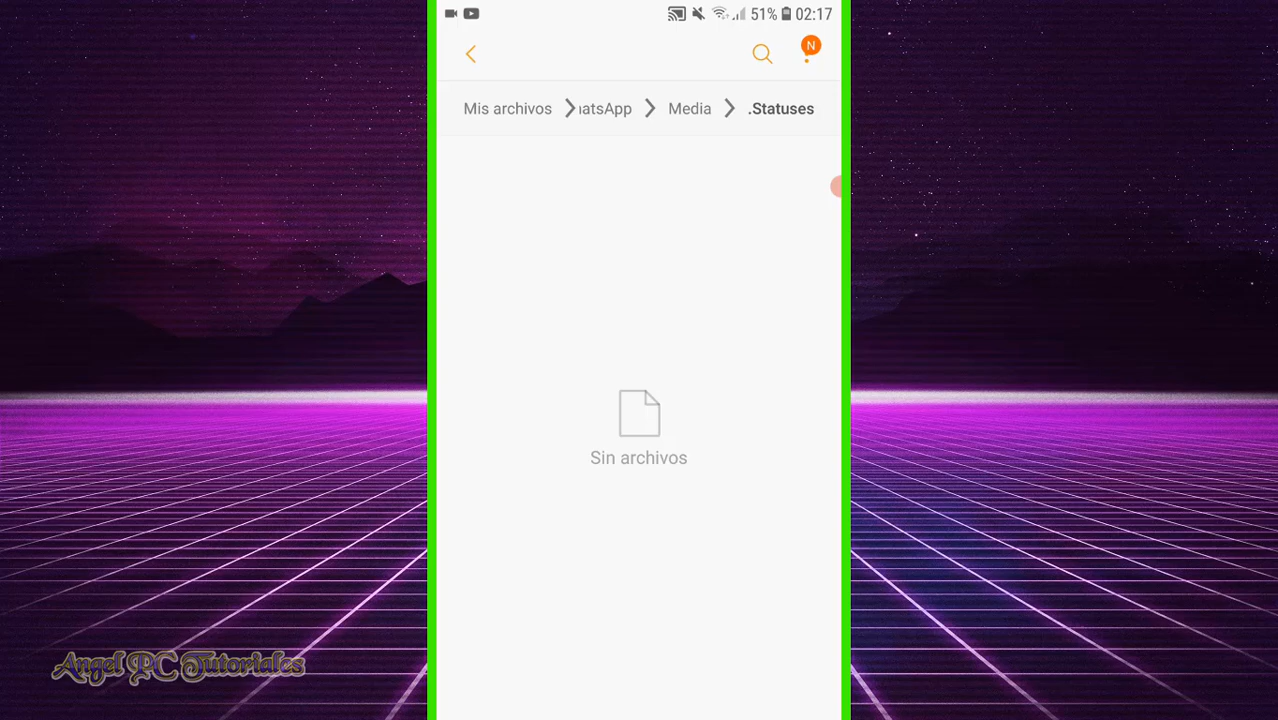 51% 02:17
N
Mis archivos atsApp Media .Statuses
Sin archivos
Angel PC Tutoriales